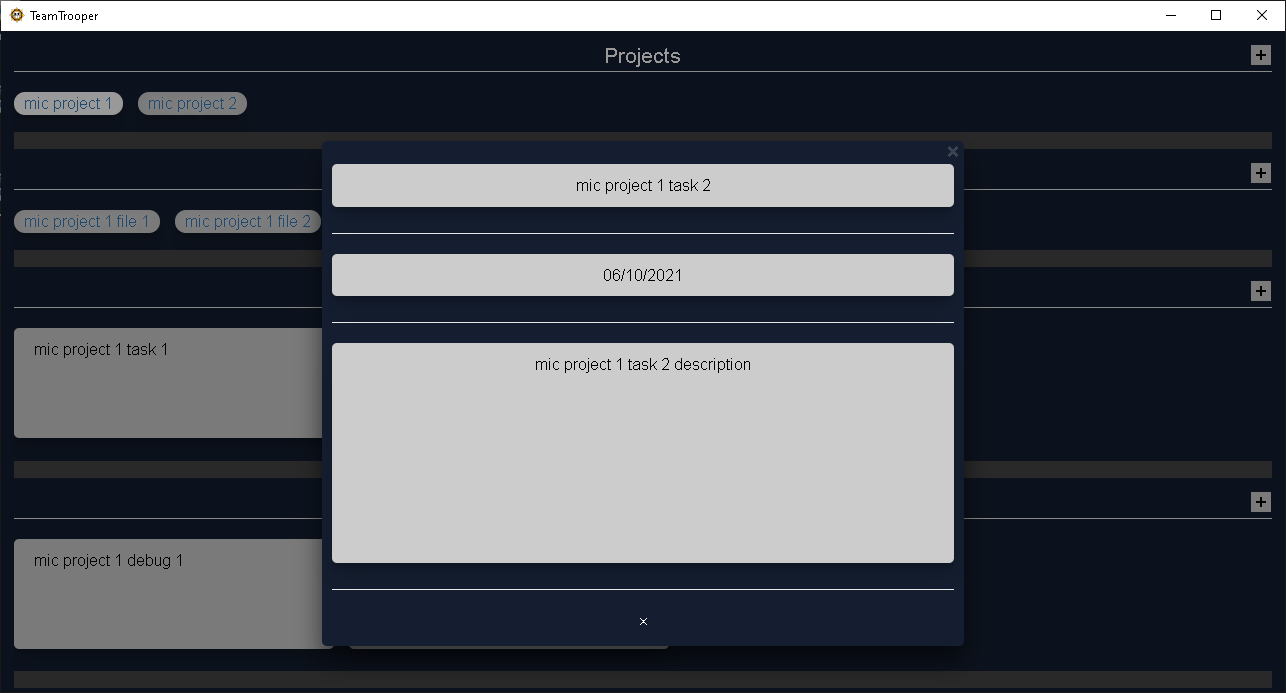 TeamTrooper
Projects
mic project 1
mic project 2
mic project 1 task 2
mic project 1 file 1
mic project 1 file 2
06/10/2021
mic project 1 task 1
mic project 1 task 2 description
mic project 1 debug 1